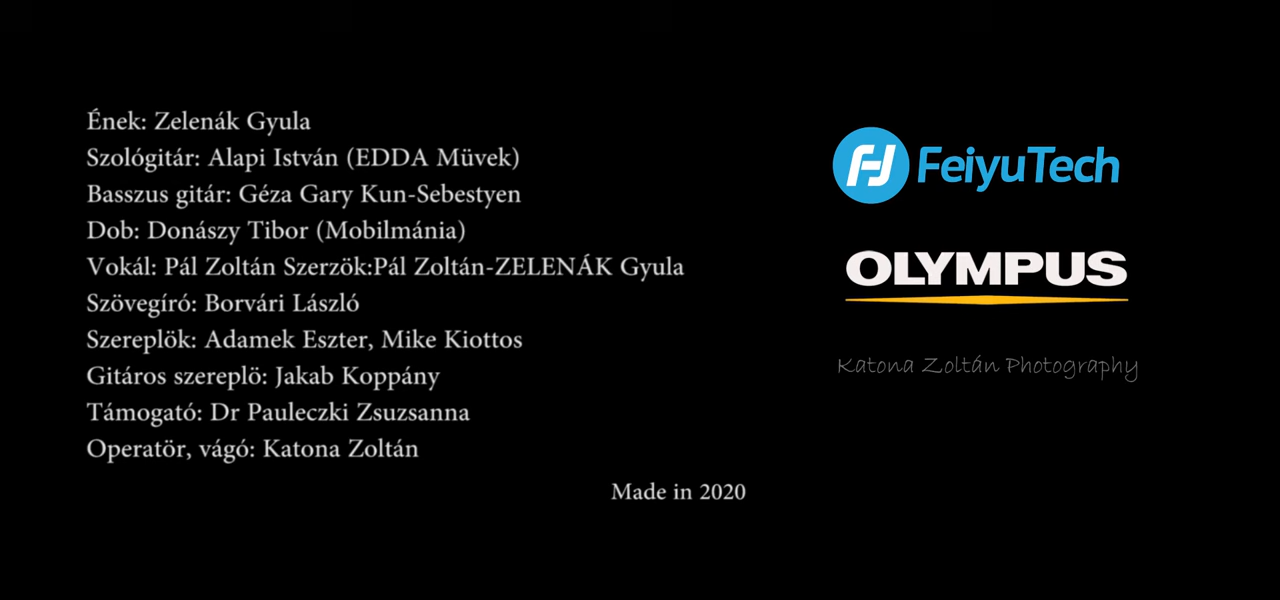 Ének: Zelenák Gyula
Szológitár: Alapi István (EDDA Müvek)
Basszus gitár: Géza Gary Kun-Sebestyen
Dob: Donászy Tibor (Mobilmánia)
Vokál: Pál Zoltán Szerzök:Pál Zoltán-ZELENÁK Gyula
Szövegíró: Borvári László
Szereplök: Adamek Eszter, Mike Kiottos
Gitáros szereplö: Jakab Koppány
Támogató: Dr Pauleczki Zsuzsanna
Operatör, vágó: Katona Zoltán
Made in 2020
FeiyuTech
OLYMPUS
Katona Zoltán Photography